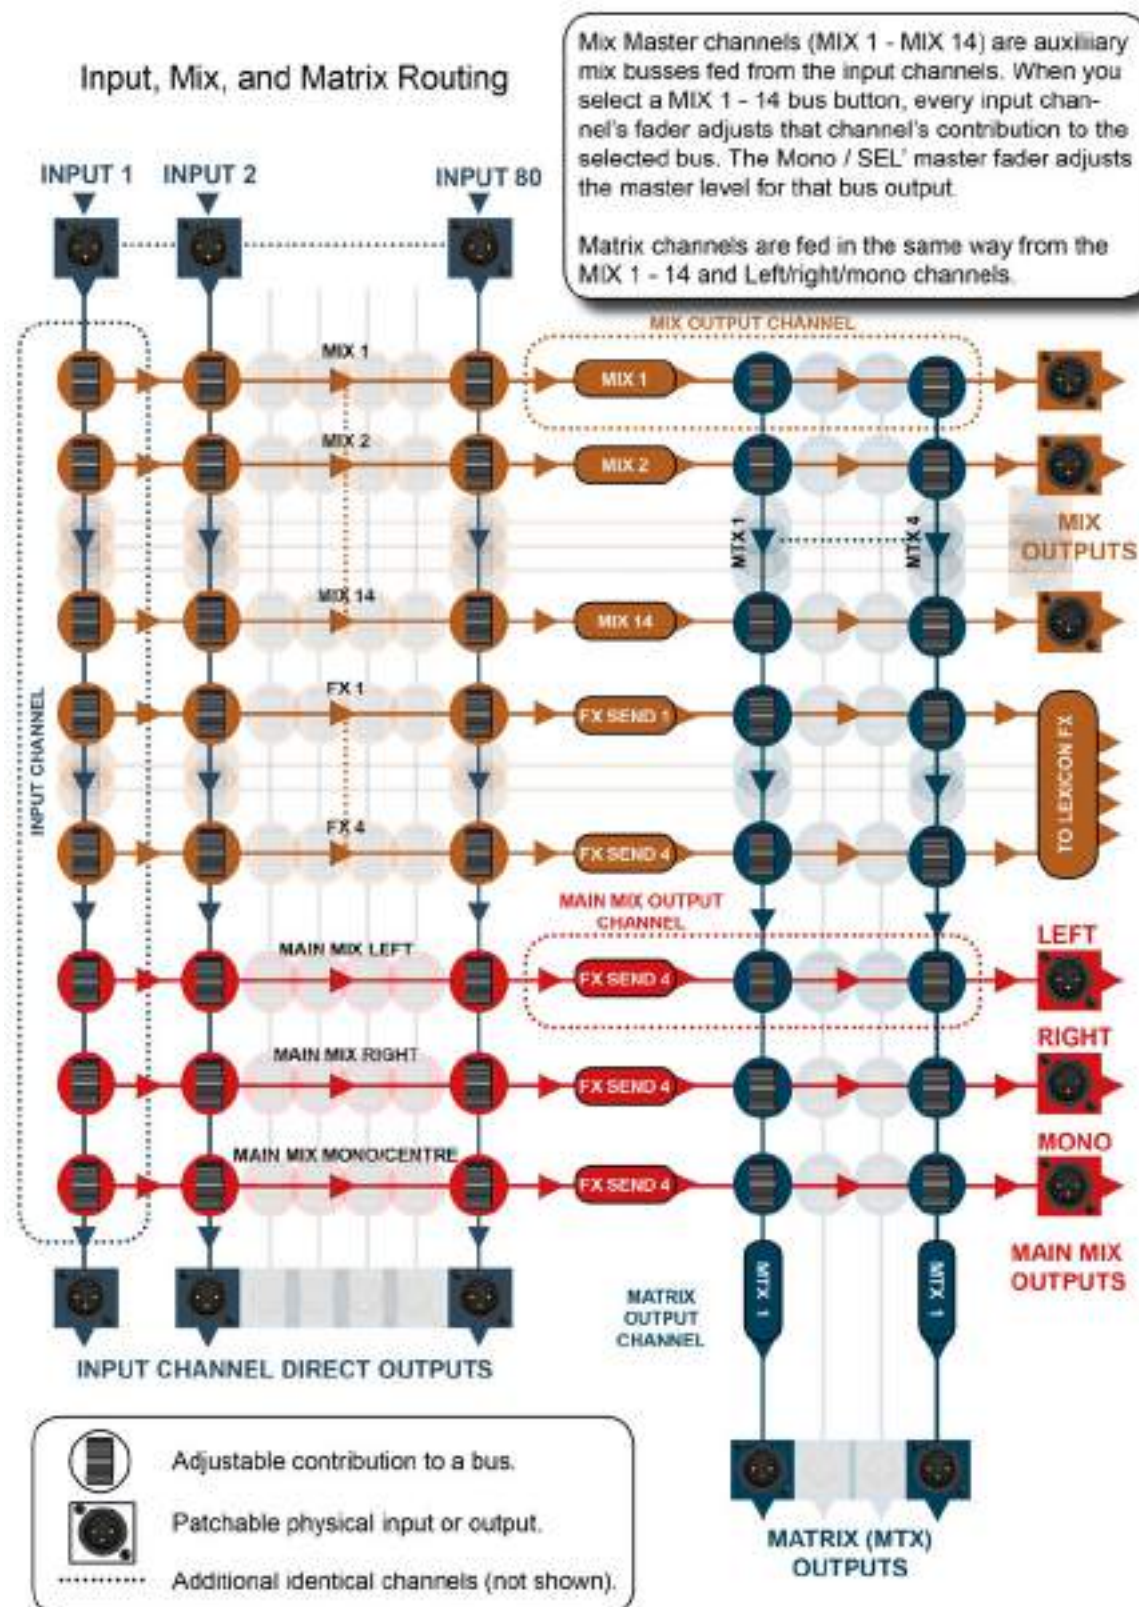 Input, Mix, and Matrix Routing
Mix Master channels (MIX 1 - MIX 14) are auxiliary
mix busses fed from the input channels. When you
select a MIX 1 - 14 bus button, every input chan-
nel's fader adjusts that channel's contribution to the
selected bus. The Mono / SEL' master fader adjusts
the master level for that bus output.
Matrix channels are fed in the same way from the
MIX 1 - 14 and Left/right/mono channels.
INPUT 1
INPUT 2
INPUT 80
MIX OUTPUT CHANNEL
MIX 1
MIX 1
MIX 2
MIX 2
MTX 1
MTX 4
MIX
OUTPUTS
MIX 14
MIX 14
INPUT CHANNEL
FX 1
FX SEND 1
TO LEXICON FX
FX 4
FX SEND 4
MAIN MIX OUTPUT
CHANNEL
MAIN MIX LEFT
FX SEND 4
LEFT
MAIN MIX RIGHT
FX SEND 4
RIGHT
MAIN MIX MONO/CENTRE
FX SEND 4
MONO
MAIN MIX
OUTPUTS
MATRIX
OUTPUT
CHANNEL
MTX 1
MTX 1
INPUT CHANNEL DIRECT OUTPUTS
Adjustable contribution to a bus.
Patchable physical input or output.
Additional identical channels (not shown).
MATRIX (MTX)
OUTPUTS